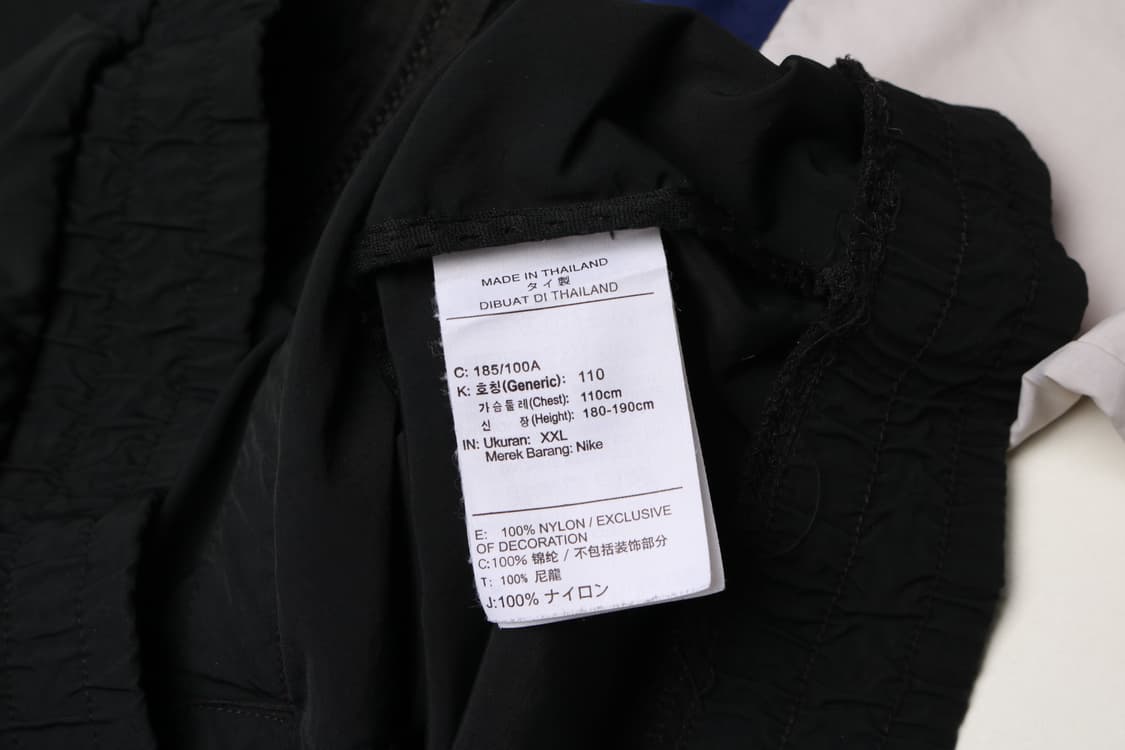 MADE IN THAILAND
タイ製
DIBUAT DI THAILAND
C: 185/100A
K: 호칭(Generic): 110
가슴둘레(Chest): 110cm
신 장(Height): 180-190cm
IN: Ukuran: XXL
Merek Barang: Nike
E: 100% NYLON / EXCLUSIVE
OF DECORATION
C:100% 锦纶 / 不包括装饰部分
T: 100% 尼龍
J:100% ナイロン